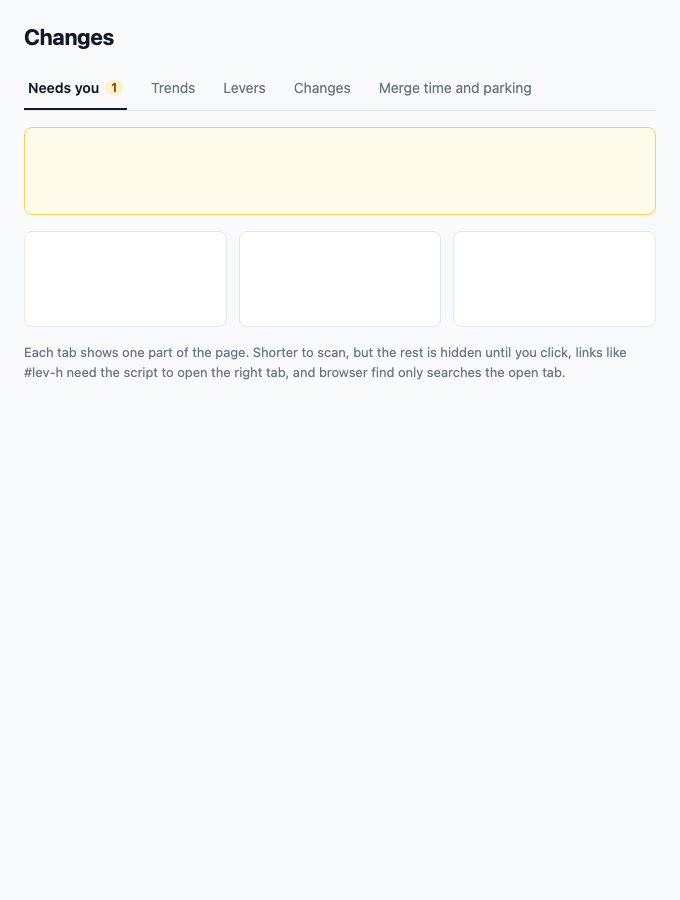 Changes
Needs you 1 Trends Levers Changes Merge time and parking
Each tab shows one part of the page. Shorter to scan, but the rest is hidden until you click, links like
#lev-h need the script to open the right tab, and browser find only searches the open tab.